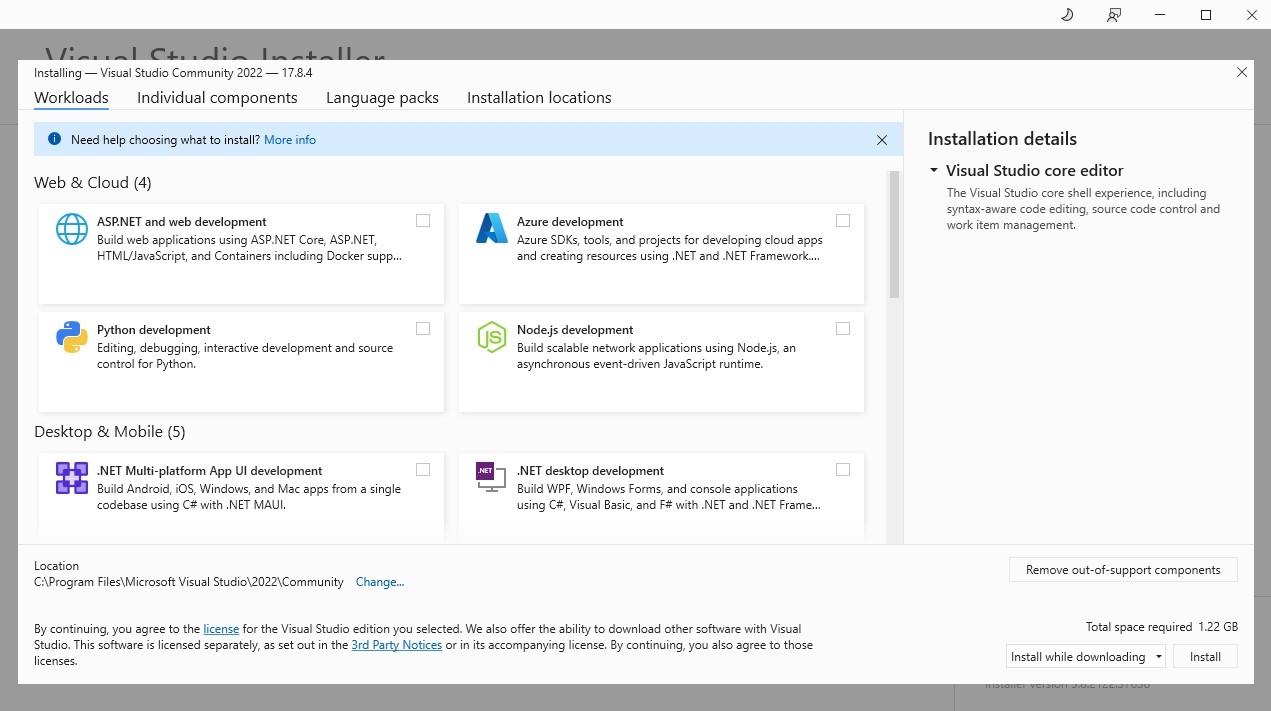 Visual Studio Installer
Installing — Visual Studio Community 2022 — 17.8.4
Workloads
Individual components
Language packs
Installation locations
Need help choosing what to install? More info
Web & Cloud (4)
ASP.NET and web development
Build web applications using ASP.NET Core, ASP.NET,
HTML/JavaScript, and Containers including Docker supp...
Azure development
Azure SDKs, tools, and projects for developing cloud apps
and creating resources using .NET and .NET Framework....
Python development
Editing, debugging, interactive development and source
control for Python.
JS
Node.js development
Build scalable network applications using Node.js, an
asynchronous event-driven JavaScript runtime.
Desktop & Mobile (5)
.NET Multi-platform App UI development
Build Android, iOS, Windows, and Mac apps from a single
codebase using C# with .NET MAUI.
.NET
.NET desktop development
Build WPF, Windows Forms, and console applications
using C#, Visual Basic, and F# with .NET and .NET Frame...
Installation details
Visual Studio core editor
The Visual Studio core shell experience, including
syntax-aware code editing, source code control and
work item management.
Location
C:\Program Files\Microsoft Visual Studio\2022\Community Change...
Remove out-of-support components
By continuing, you agree to the license for the Visual Studio edition you selected. We also offer the ability to download other software with Visual
Studio. This software is licensed separately, as set out in the 3rd Party Notices or in its accompanying license. By continuing, you also agree to those
licenses.
Total space required 1.22 GB
Install while downloading
Install
Installer version